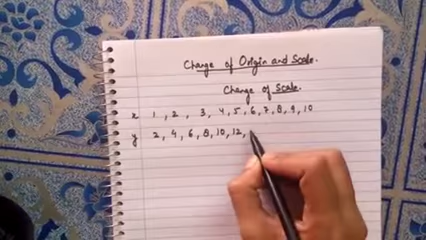 Change of Origin and Scale.
Change of Scale.
x 1, 2, 3, 4, 5, 6, 7, 8, 9, 10
y 2, 4, 6, 8, 10, 12,